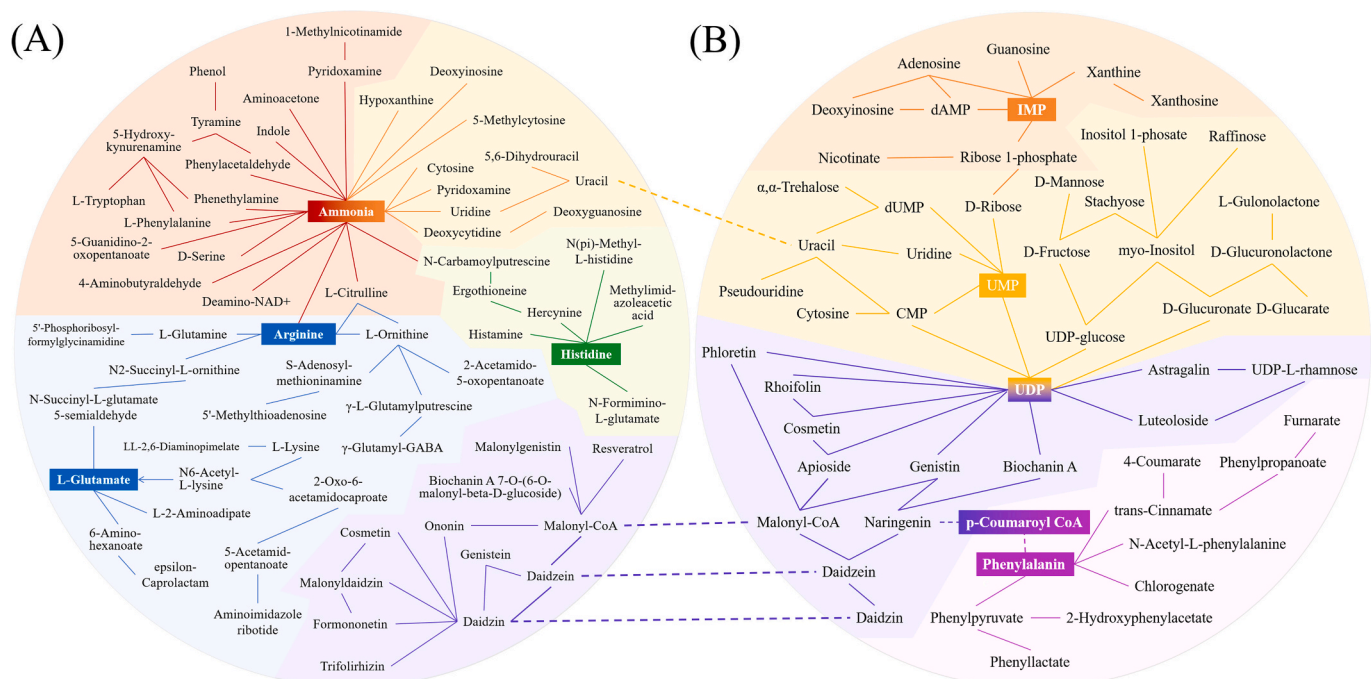 (A)
1-Methylnicotinamide
Phenol
Pyridoxamine
Deoxyinosine
Aminoacetone
Hypoxanthine
Tyramine
5-Methylcytosine
5-Hydroxy-
kynurenamine
Indole
5,6-Dihydrouracil
Phenylacetaldehyde
Cytosine
Uracil
L-Tryptophan
Phenethylamine
Pyridoxamine
Ammonia
Uridine
Deoxyguanosine
L-Phenylalanine
Deoxycytidine
5-Guanidino-2-
oxopentanoate
D-Serine
N(pi)-Methyl-
L-histidine
N-Carbamoylputrescine
4-Aminobutyraldehyde
Deamino-NAD+
L-Citrulline
Ergothioneine
Methylimid-
azoleacetic
acid
Hercynine
5'-Phosphoribosyl-
formylglycinamidine
L-Glutamine
Arginine
L-Ornithine
Histamine
Histidine
N2-Succinyl-L-ornithine
S-Adenosyl-
methioninamine
2-Acetamido-
5-oxopentanoate
N-Succinyl-L-glutamate
5-semialdehyde
5'-Methylthioadenosine
γ-L-Glutamylputrescine
N-Formimino-
L-glutamate
LL-2,6-Diaminopimelate
L-Lysine
γ-Glutamyl-GABA
Malonylgenistin
Resveratrol
L-Glutamate
N6-Acetyl-
L-lysine
2-Oxo-6-
acetamidocaproate
Biochanin A 7-O-(6-O-
malonyl-beta-D-glucoside)
L-2-Aminoadipate
6-Amino-
hexanoate
Cosmetin
Ononin
Malonyl-CoA
5-Acetamid-
opentanoate
Genistein
epsilon-
Caprolactam
Malonyldaidzin
Daidzein
Aminoimidazole
ribotide
Formononetin
Daidzin
Trifolirhizin
(B)
Guanosine
Adenosine
Xanthine
Deoxyinosine
dAMP
IMP
Xanthosine
Inositol 1-phosate
Raffinose
Nicotinate
Ribose 1-phosphate
α,α-Trehalose
D-Mannose
dUMP
D-Ribose
Stachyose
L-Gulonolactone
Uracil
Uridine
D-Fructose
myo-Inositol
D-Glucuronolactone
Pseudouridine
UMP
Cytosine
CMP
D-Glucuronate
D-Glucarate
UDP-glucose
Phloretin
Astragalin
UDP-L-rhamnose
Rhoifolin
UDP
Luteoloside
Furnarate
Cosmetin
Apioside
Genistin
Biochanin A
4-Coumarate
Phenylpropanoate
trans-Cinnamate
Malonyl-CoA
Naringenin
p-Coumaroyl CoA
N-Acetyl-L-phenylalanine
Phenylalanin
Daidzein
Chlorogenate
Daidzin
Phenylpyruvate
2-Hydroxyphenylacetate
Phenyllactate